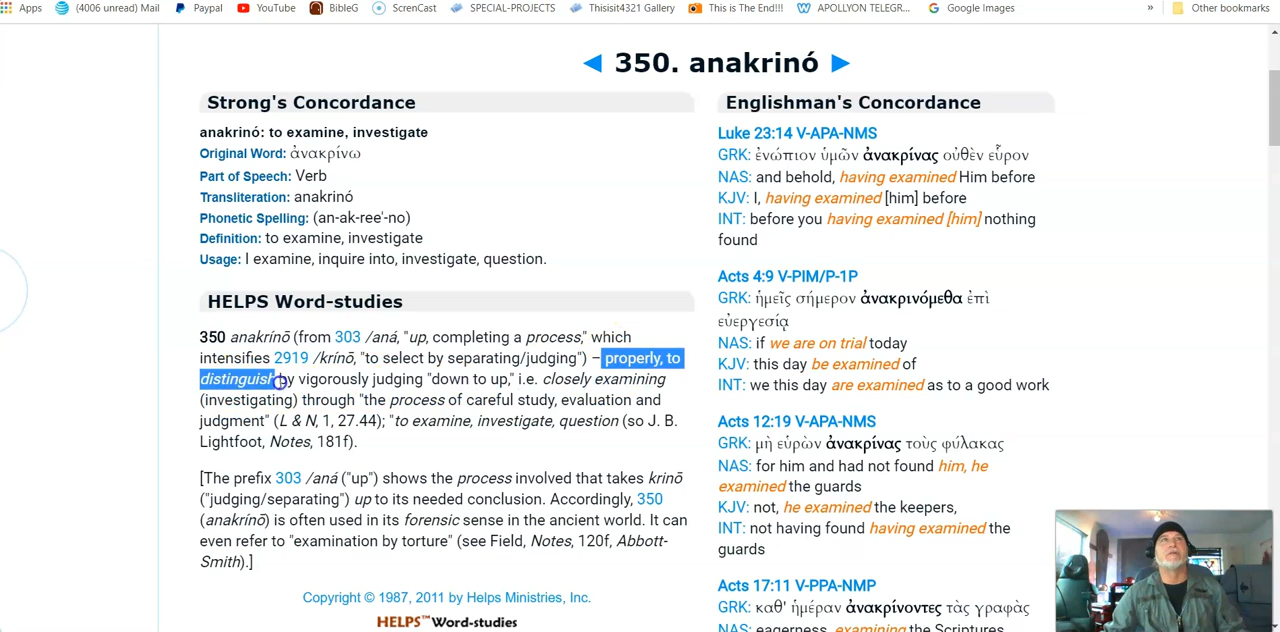 Apps (4006 unread) Mail Paypal YouTube BibleG ScrenCast SPECIAL-PROJECTS Thisisit4321 Gallery This is The End!!! APOLLYON TELEGR... Google Images » Other bookmarks
◄ 350. anakrinó ►
Strong's Concordance
anakrinó: to examine, investigate
Original Word: ἀνακρίνω
Part of Speech: Verb
Transliteration: anakrinó
Phonetic Spelling: (an-ak-ree'-no)
Definition: to examine, investigate
Usage: I examine, inquire into, investigate, question.
HELPS Word-studies
350 anakrínō (from 303 /aná, "up, completing a process," which
intensifies 2919 /krínō, "to select by separating/judging") – properly, to
distinguish by vigorously judging "down to up," i.e. closely examining
(investigating) through "the process of careful study, evaluation and
judgment" (L & N, 1, 27.44); "to examine, investigate, question (so J. B.
Lightfoot, Notes, 181f).
[The prefix 303 /aná ("up") shows the process involved that takes krinō
("judging/separating") up to its needed conclusion. Accordingly, 350
(anakrínō) is often used in its forensic sense in the ancient world. It can
even refer to "examination by torture" (see Field, Notes, 120f, Abbott-
Smith).]
Copyright © 1987, 2011 by Helps Ministries, Inc.
HELPS™ Word-studies
Englishman's Concordance
Luke 23:14 V-APA-NMS
GRK: ἐνώπιον ὑμῶν ἀνακρίνας οὐθὲν εὗρον
NAS: and behold, having examined Him before
KJV: I, having examined [him] before
INT: before you having examined [him] nothing
found
Acts 4:9 V-PIM/P-1P
GRK: ἡμεῖς σήμερον ἀνακρινόμεθα ἐπὶ
εὐεργεσίᾳ
NAS: if we are on trial today
KJV: this day be examined of
INT: we this day are examined as to a good work
Acts 12:19 V-APA-NMS
GRK: μὴ εὑρὼν ἀνακρίνας τοὺς φύλακας
NAS: for him and had not found him, he
examined the guards
KJV: not, he examined the keepers,
INT: not having found having examined the
guards
Acts 17:11 V-PPA-NMP
GRK: καθ' ἡμέραν ἀνακρίνοντες τὰς γραφὰς
NAS: eagerness, examining the Scriptures